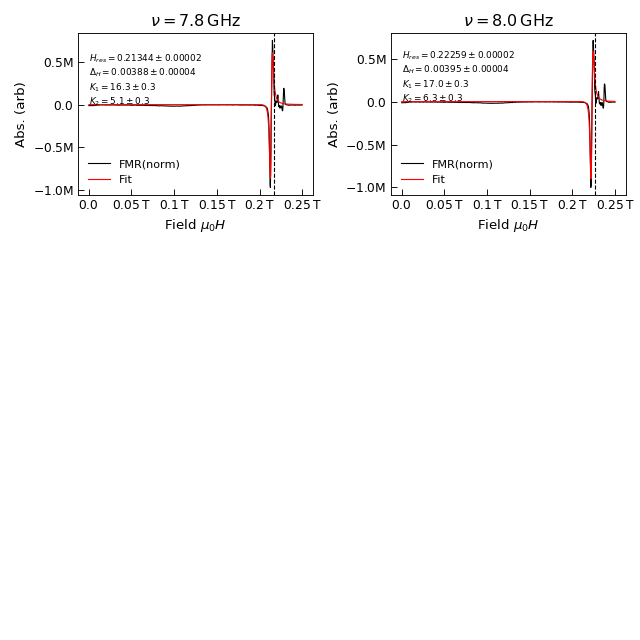 ν = 7.8 GHz
0.5M
0.0
−0.5M
−1.0M
Abs. (arb)
H_res = 0.21344 ± 0.00002
Δ_H = 0.00388 ± 0.00004
K₁ = 16.3 ± 0.3
K₂ = 5.1 ± 0.3
FMR(norm)
Fit
0.0 0.05 T 0.1 T 0.15 T 0.2 T 0.25 T
Field μ₀H
ν = 8.0 GHz
0.5M
0.0
−0.5M
−1.0M
Abs. (arb)
H_res = 0.22259 ± 0.00002
Δ_H = 0.00395 ± 0.00004
K₁ = 17.0 ± 0.3
K₂ = 6.3 ± 0.3
FMR(norm)
Fit
0.0 0.05 T 0.1 T 0.15 T 0.2 T 0.25 T
Field μ₀H